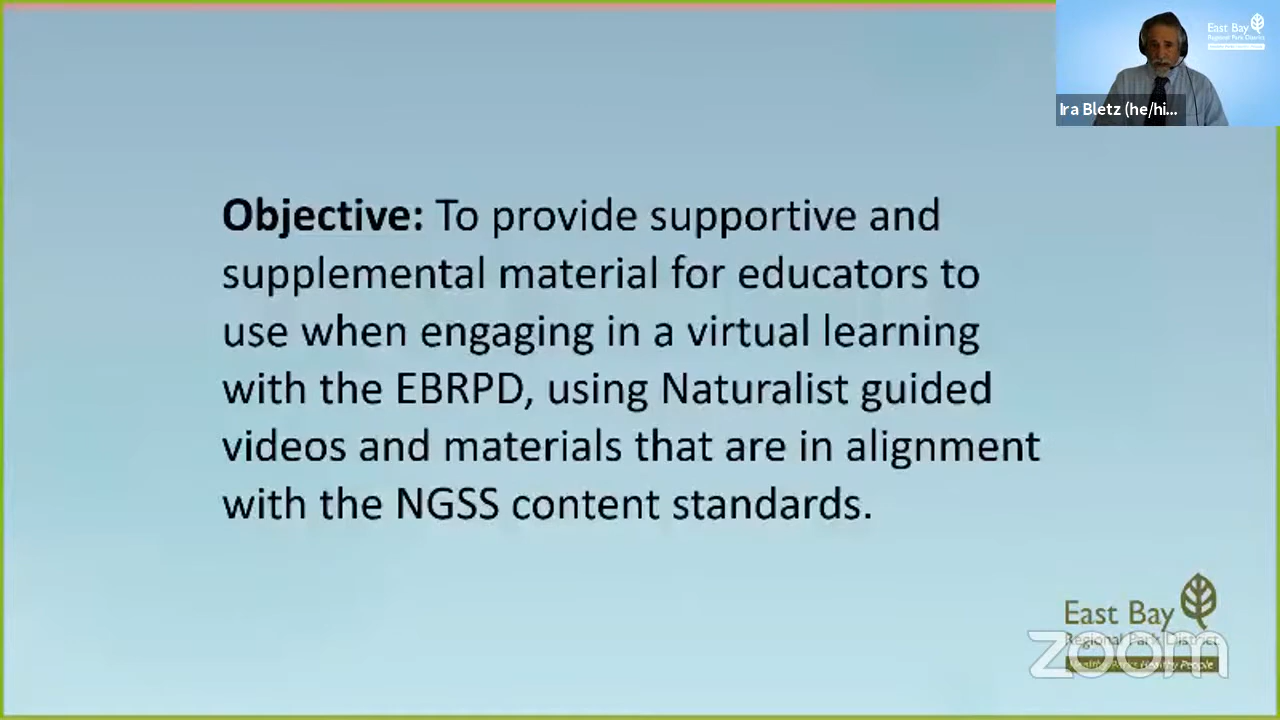 East Bay
Regional Park District
Ira Bletz (he/hi...
Objective: To provide supportive and
supplemental material for educators to
use when engaging in a virtual learning
with the EBRPD, using Naturalist guided
videos and materials that are in alignment
with the NGSS content standards.
East Bay
Regional Park District
zoom
Healthy Parks Healthy People